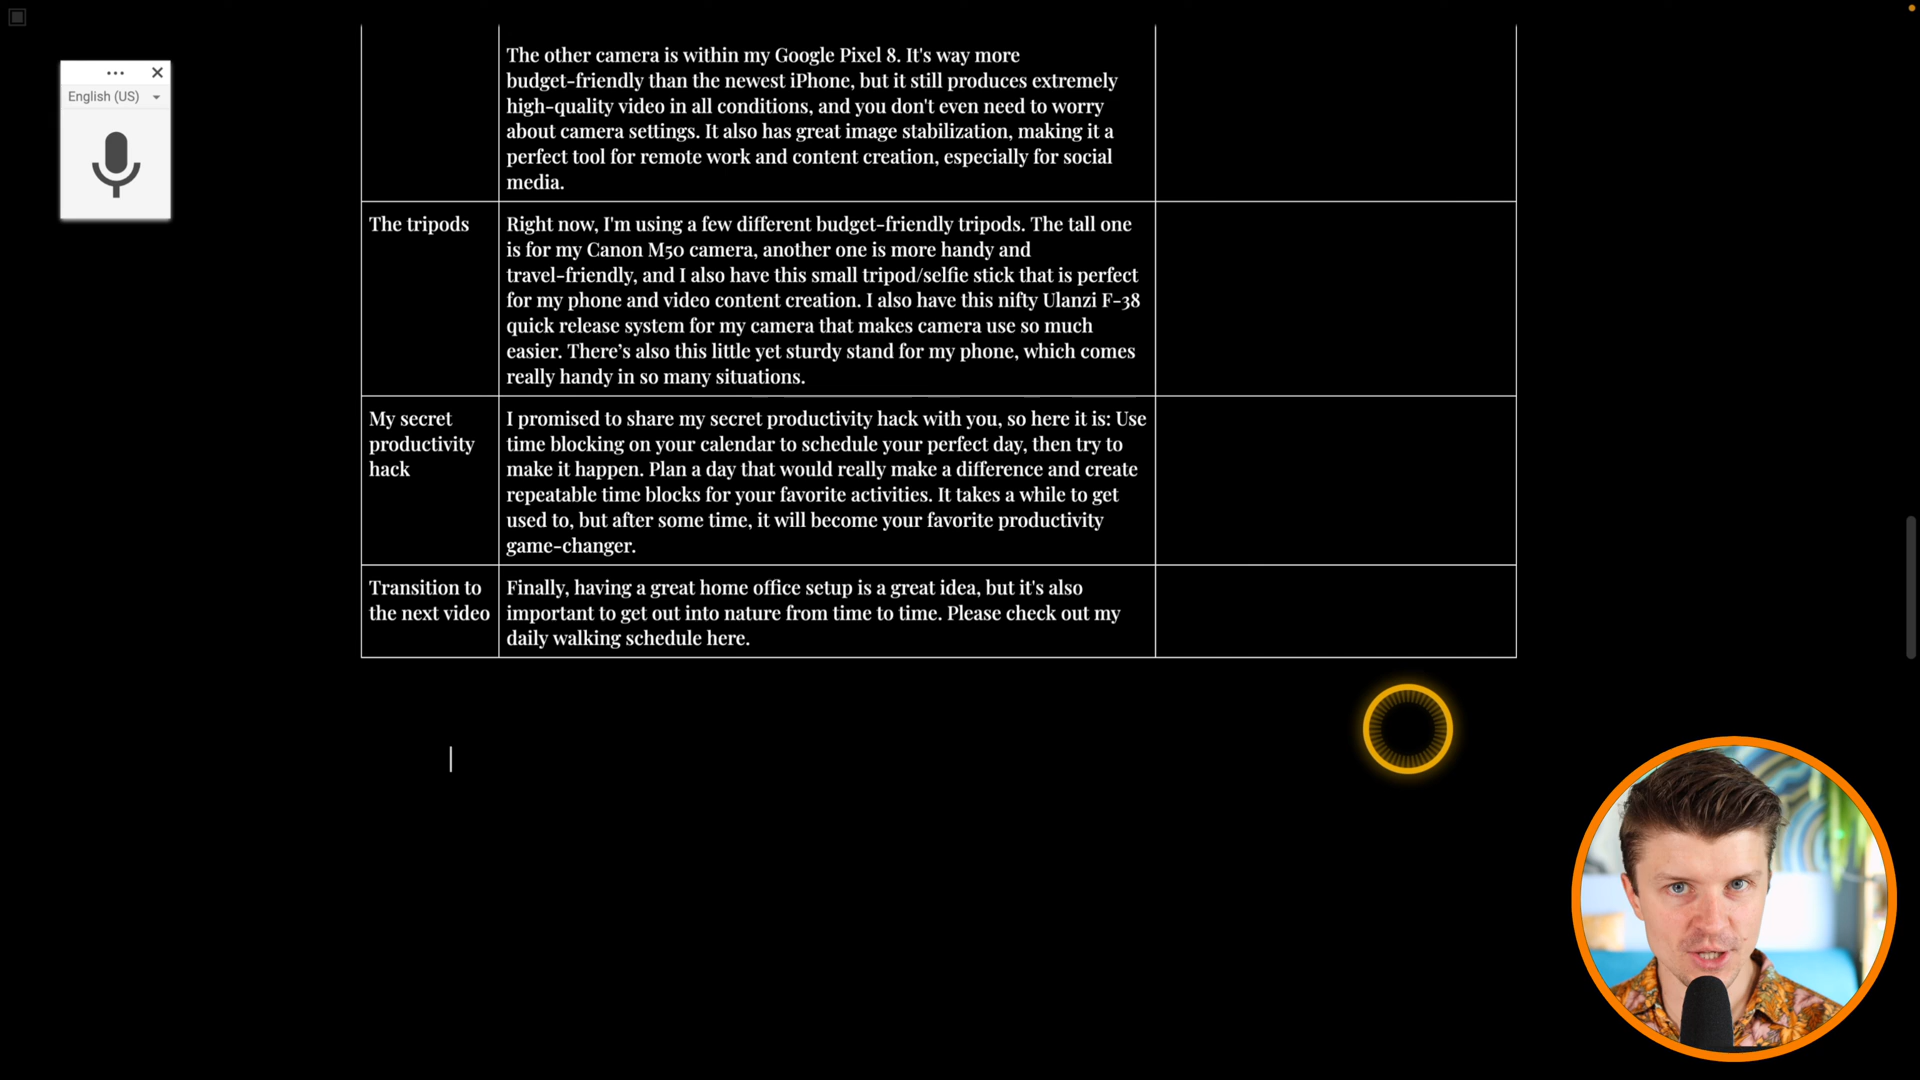 English (US)
The other camera is within my Google Pixel 8. It's way more
budget-friendly than the newest iPhone, but it still produces extremely
high-quality video in all conditions, and you don't even need to worry
about camera settings. It also has great image stabilization, making it a
perfect tool for remote work and content creation, especially for social
media.
The tripods
Right now, I'm using a few different budget-friendly tripods. The tall one
is for my Canon M50 camera, another one is more handy and
travel-friendly, and I also have this small tripod/selfie stick that is perfect
for my phone and video content creation. I also have this nifty Ulanzi F-38
quick release system for my camera that makes camera use so much
easier. There’s also this little yet sturdy stand for my phone, which comes
really handy in so many situations.
My secret
productivity
hack
I promised to share my secret productivity hack with you, so here it is: Use
time blocking on your calendar to schedule your perfect day, then try to
make it happen. Plan a day that would really make a difference and create
repeatable time blocks for your favorite activities. It takes a while to get
used to, but after some time, it will become your favorite productivity
game-changer.
Transition to
the next video
Finally, having a great home office setup is a great idea, but it's also
important to get out into nature from time to time. Please check out my
daily walking schedule here.